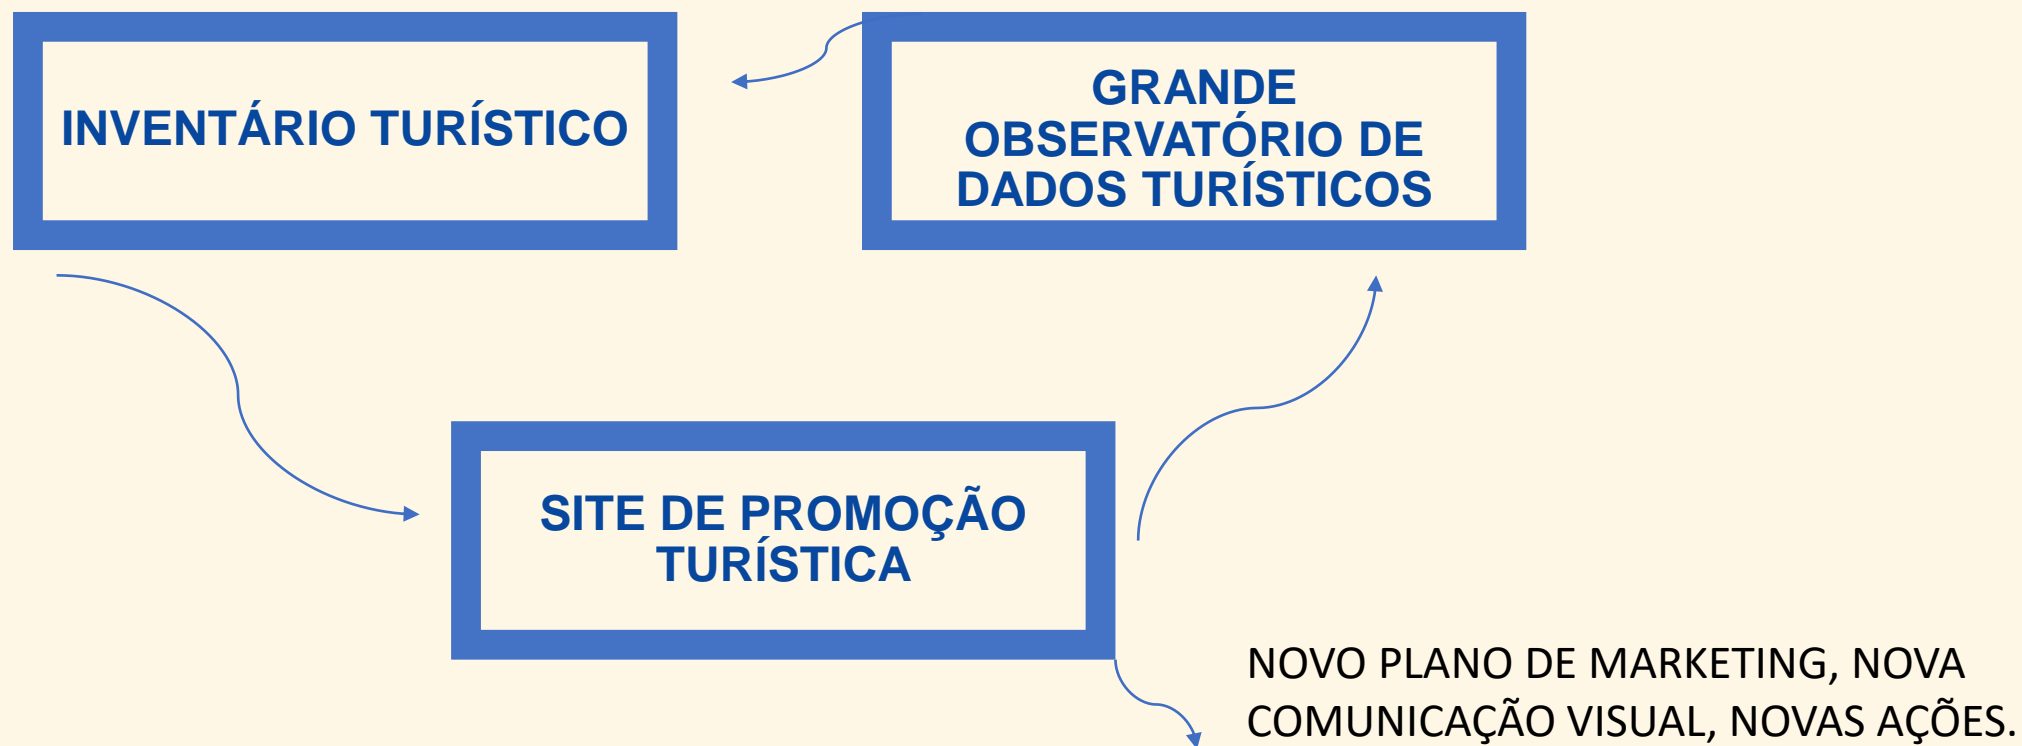 INVENTÁRIO TURÍSTICO
GRANDE
OBSERVATÓRIO DE
DADOS TURÍSTICOS
SITE DE PROMOÇÃO
TURÍSTICA
NOVO PLANO DE MARKETING, NOVA
COMUNICAÇÃO VISUAL, NOVAS AÇÕES.